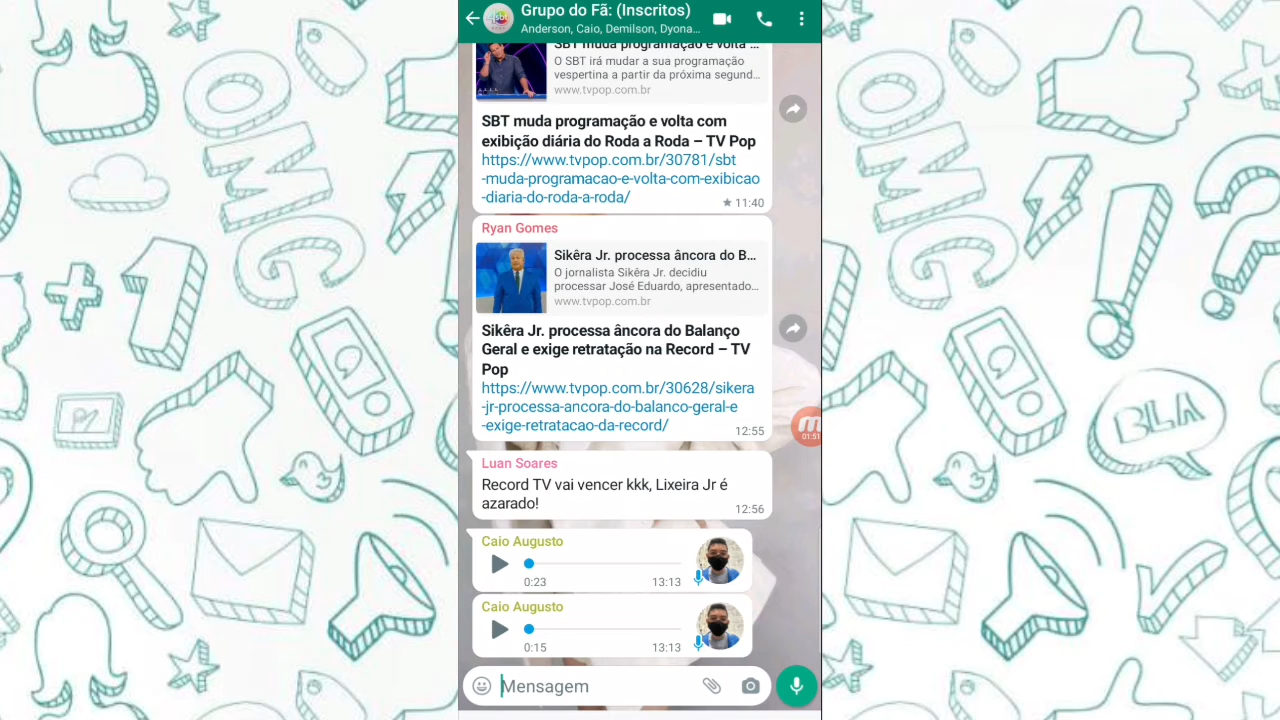 Grupo do Fã: (Inscritos)
Anderson, Caio, Demilson, Dyona...
SBT muda programação e volta ...
O SBT irá mudar a sua programação
vespertina a partir da próxima segund...
www.tvpop.com.br
SBT muda programação e volta com
exibição diária do Roda a Roda – TV Pop
https://www.tvpop.com.br/30781/sbt
-muda-programacao-e-volta-com-exibicao
-diaria-do-roda-a-roda/
★ 11:40
Ryan Gomes
Sikêra Jr. processa âncora do B...
O jornalista Sikêra Jr. decidiu
processar José Eduardo, apresentado...
www.tvpop.com.br
Sikêra Jr. processa âncora do Balanço
Geral e exige retratação na Record – TV
Pop
https://www.tvpop.com.br/30628/sikera
-jr-processa-ancora-do-balanco-geral-e
-exige-retratacao-da-record/
12:55
01:51
Luan Soares
Record TV vai vencer kkk, Lixeira Jr é
azarado!
12:56
Caio Augusto
0:23 13:13
Caio Augusto
0:15 13:13
Mensagem
OMG
1
BLA
OMG
BLA